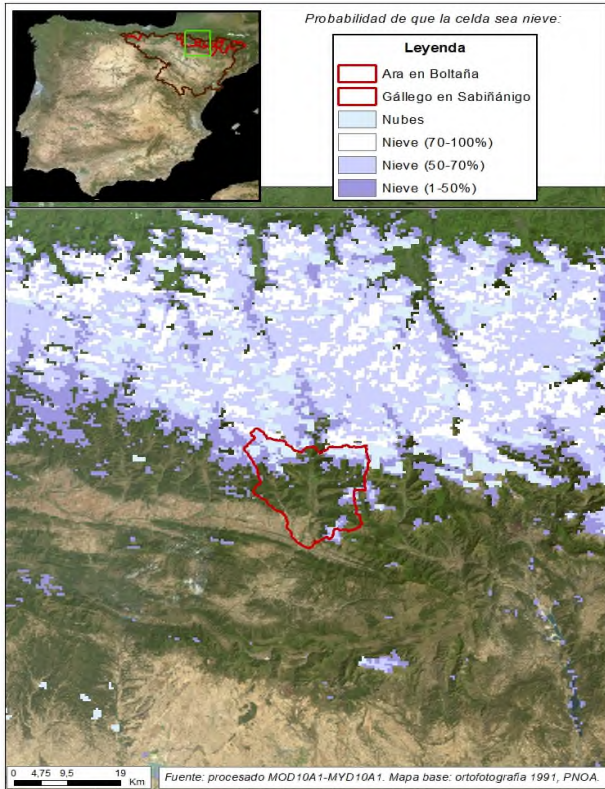 Probabilidad de que la celda sea nieve:
Leyenda
Ara en Boltaña
Gállego en Sabiñánigo
Nubes
Nieve (70-100%)
Nieve (50-70%)
Nieve (1-50%)
0 4,75 9,5 19
Km
Fuente: procesado MOD10A1-MYD10A1. Mapa base: ortofotografía 1991, PNOA.